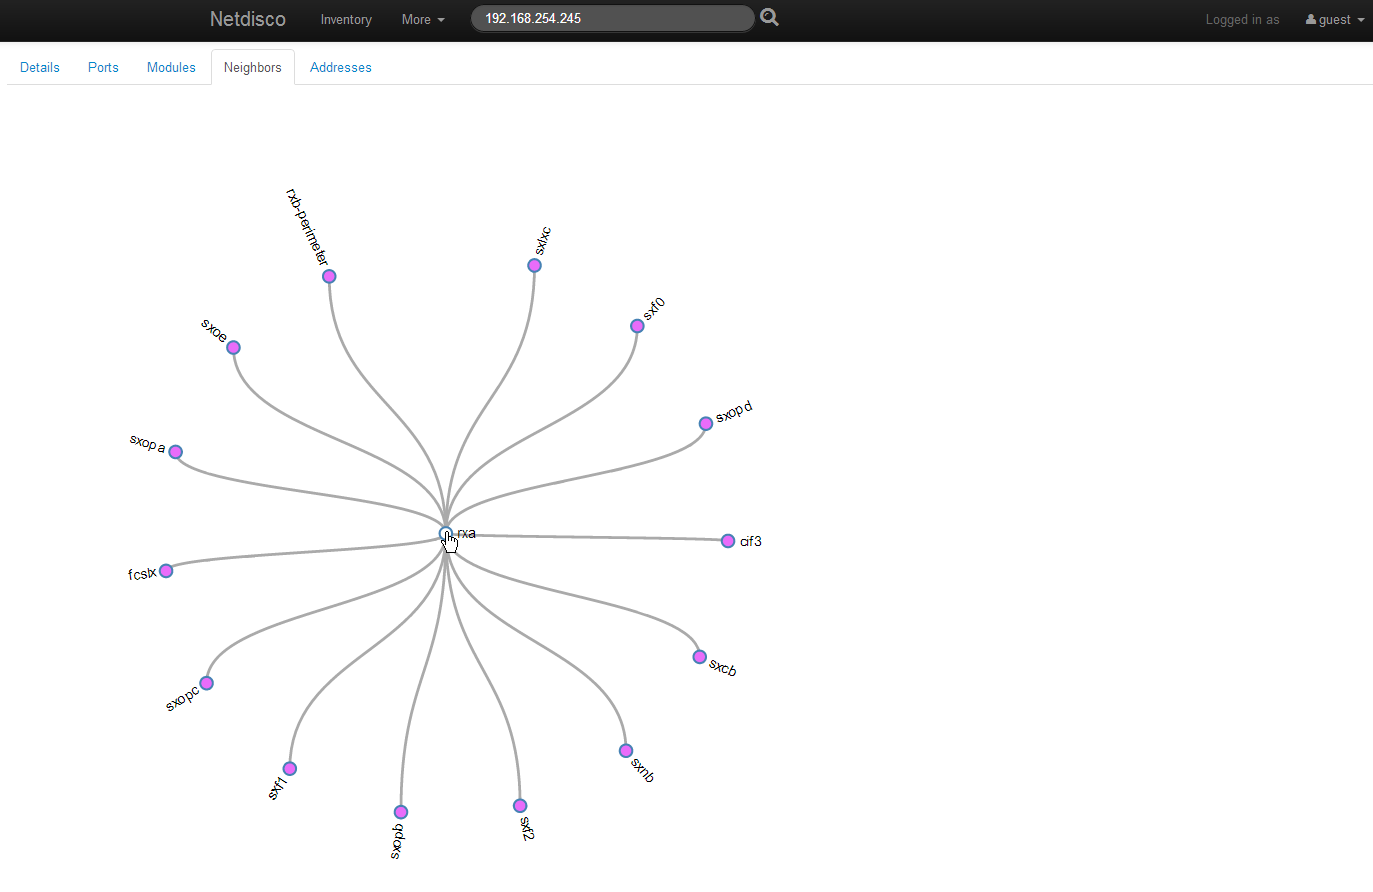 Netdisco Inventory More 192.168.254.245 Logged in as guest
Details Ports Modules Neighbors Addresses
rxb-perimeter
sxlxc
sxf0
sxoe
sxopd
sxopa
rxa
cif3
fcslx
sxcb
sxopc
sxnb
sxf1
sxf2
sxopb